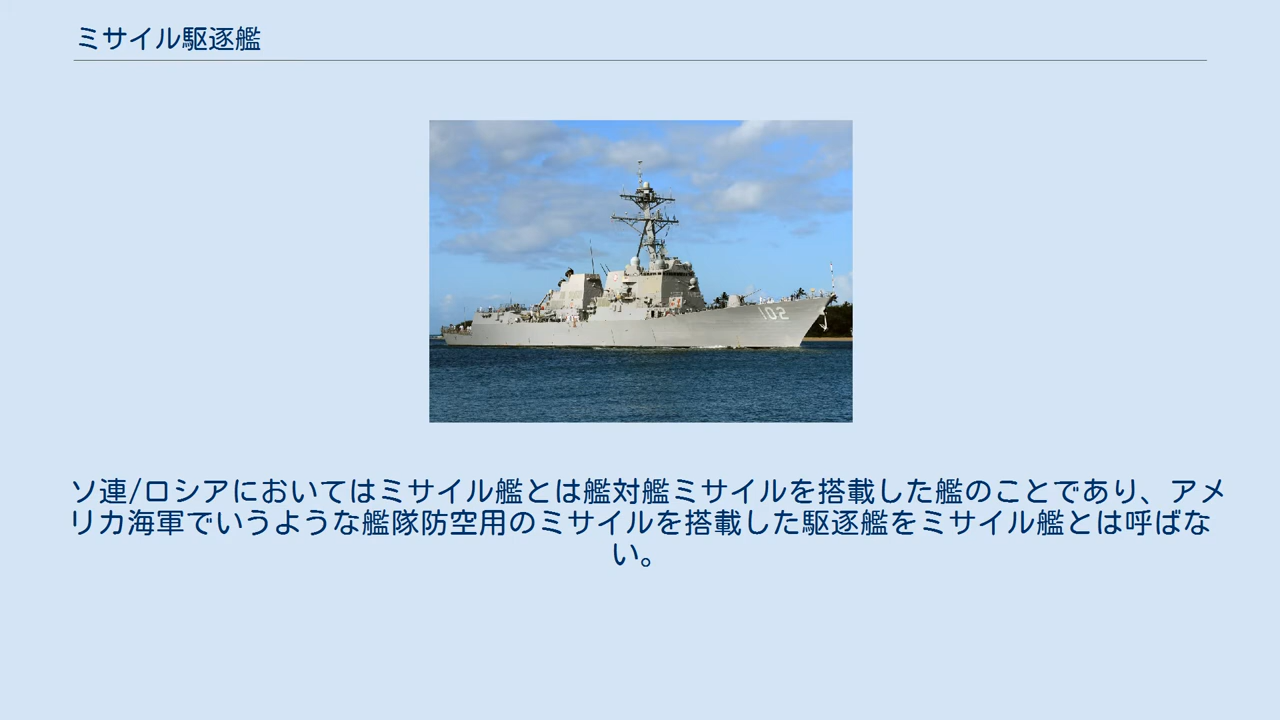 ミサイル駆逐艦
102
ソ連/ロシアにおいてはミサイル艦とは艦対艦ミサイルを搭載した艦のことであり、アメ
リカ海軍でいうような艦隊防空用のミサイルを搭載した駆逐艦をミサイル艦とは呼ばな
い。